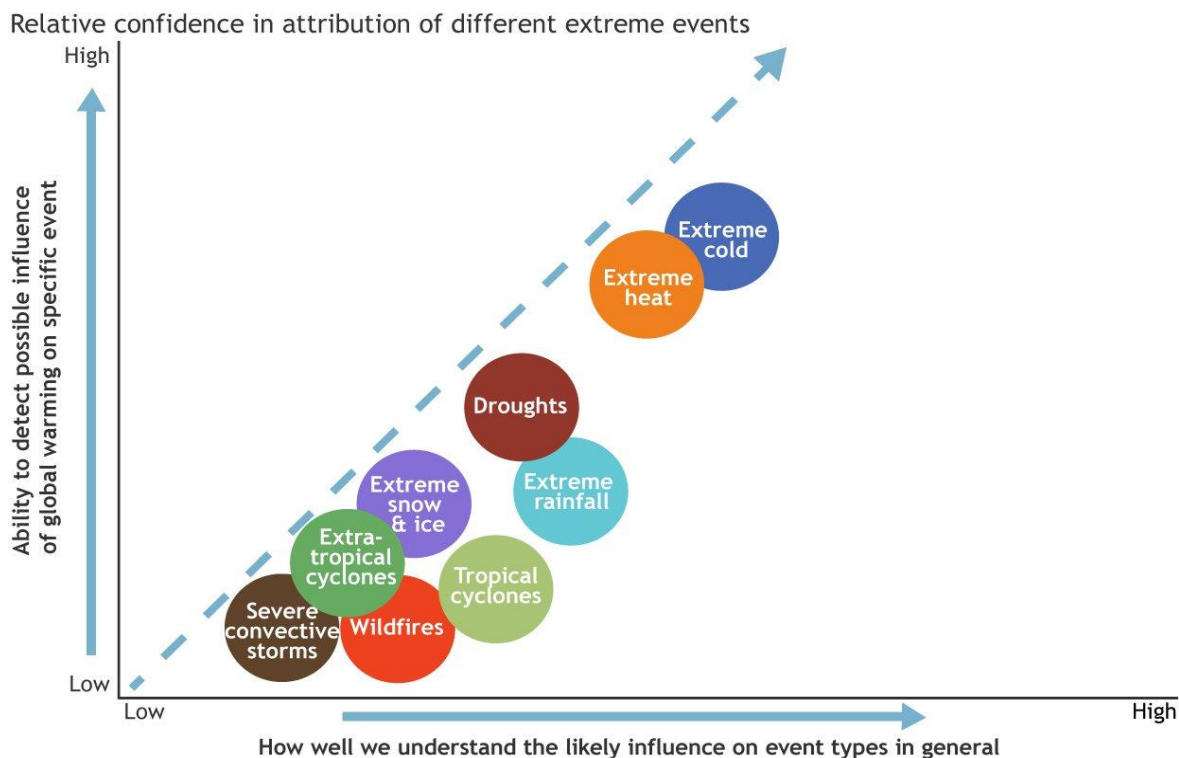 Relative confidence in attribution of different extreme events
High
Ability to detect possible influence
of global warming on specific event
Extreme
cold
Extreme
heat
Droughts
Extreme
rainfall
Extreme
snow
& ice
Extra-
tropical
cyclones
Tropical
cyclones
Severe
convective
storms
Wildfires
Low
Low
High
How well we understand the likely influence on event types in general